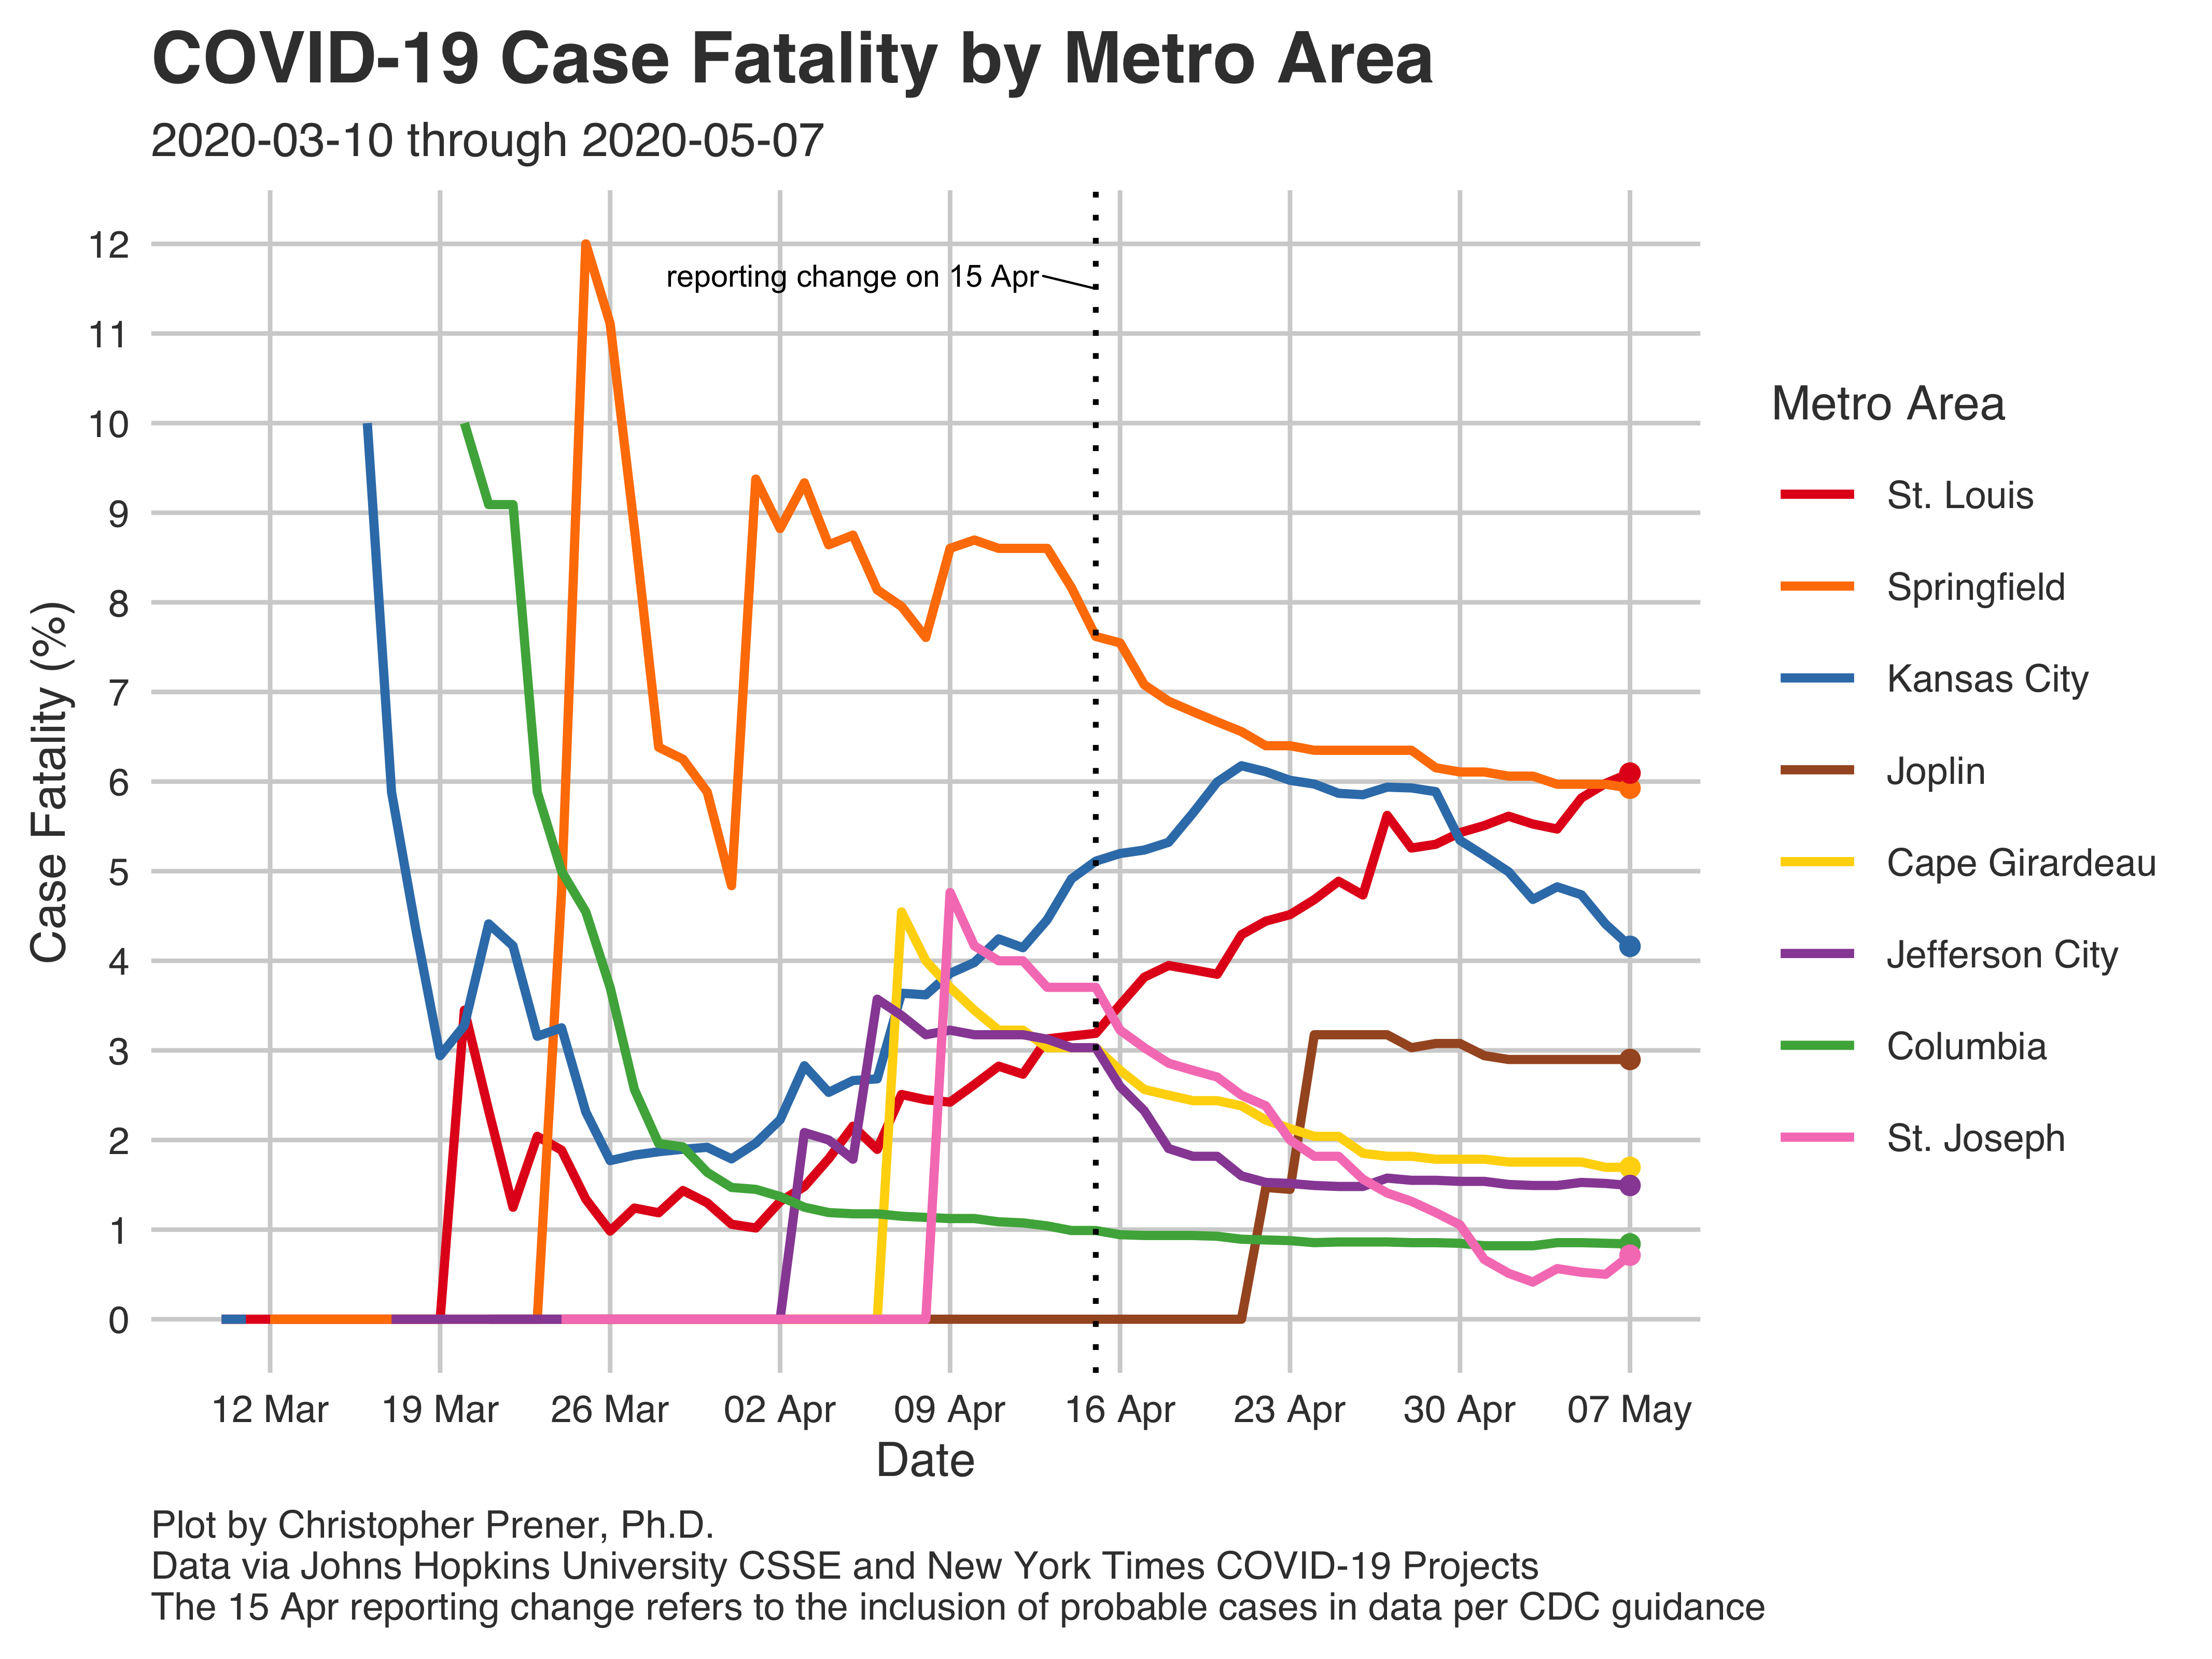 COVID-19 Case Fatality by Metro Area
2020-03-10 through 2020-05-07
12
11
10
9
8
7
6
5
4
3
2
1
0
Case Fatality (%)
reporting change on 15 Apr
12 Mar 19 Mar 26 Mar 02 Apr 09 Apr 16 Apr 23 Apr 30 Apr 07 May
Date
Metro Area
St. Louis
Springfield
Kansas City
Joplin
Cape Girardeau
Jefferson City
Columbia
St. Joseph
Plot by Christopher Prener, Ph.D.
Data via Johns Hopkins University CSSE and New York Times COVID-19 Projects
The 15 Apr reporting change refers to the inclusion of probable cases in data per CDC guidance